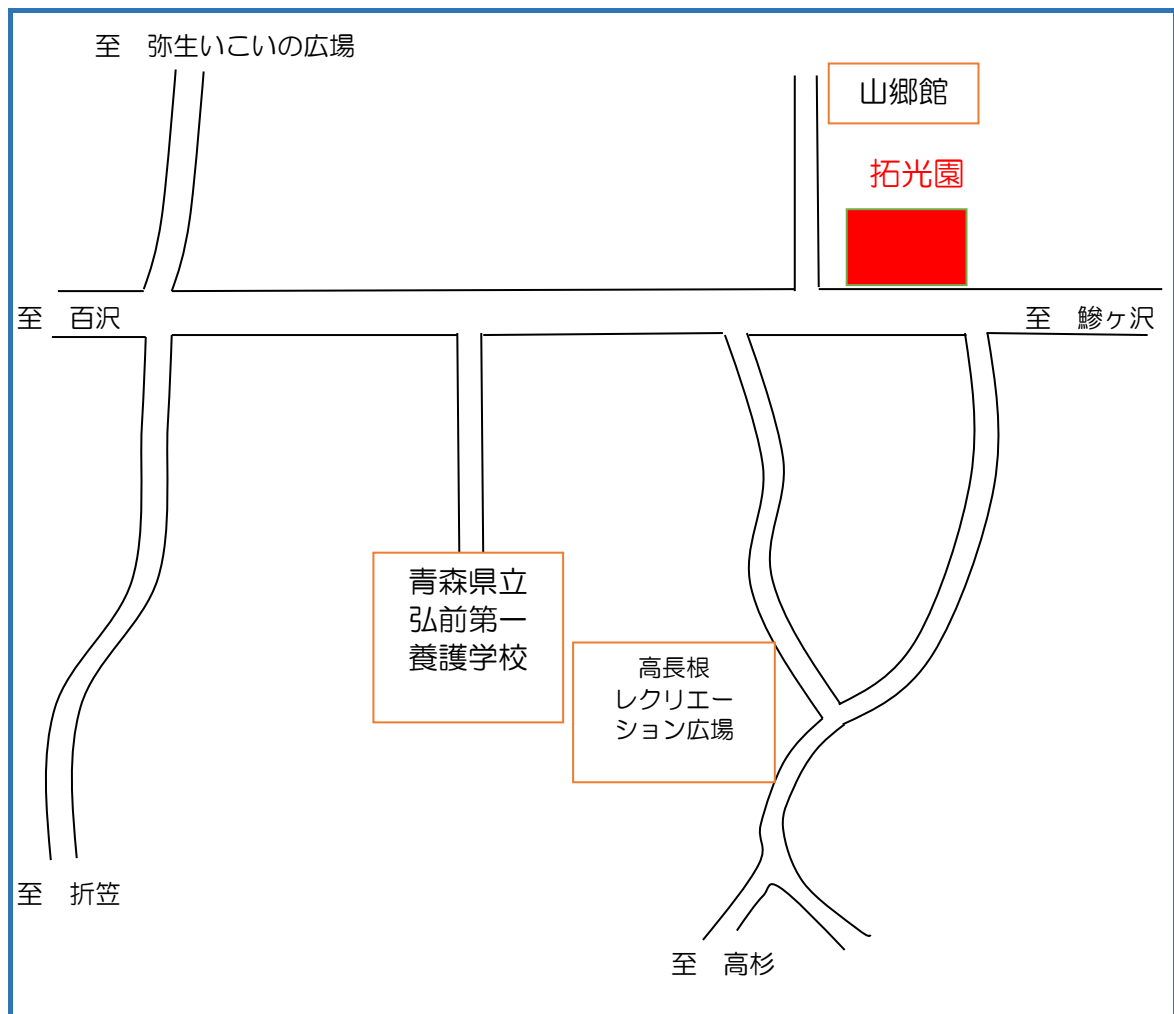 至　弥生いこいの広場
山郷館
拓光園
至　百沢
至　鰺ヶ沢
青森県立
弘前第一
養護学校
高長根
レクリエー
ション広場
至　折笠
至　高杉